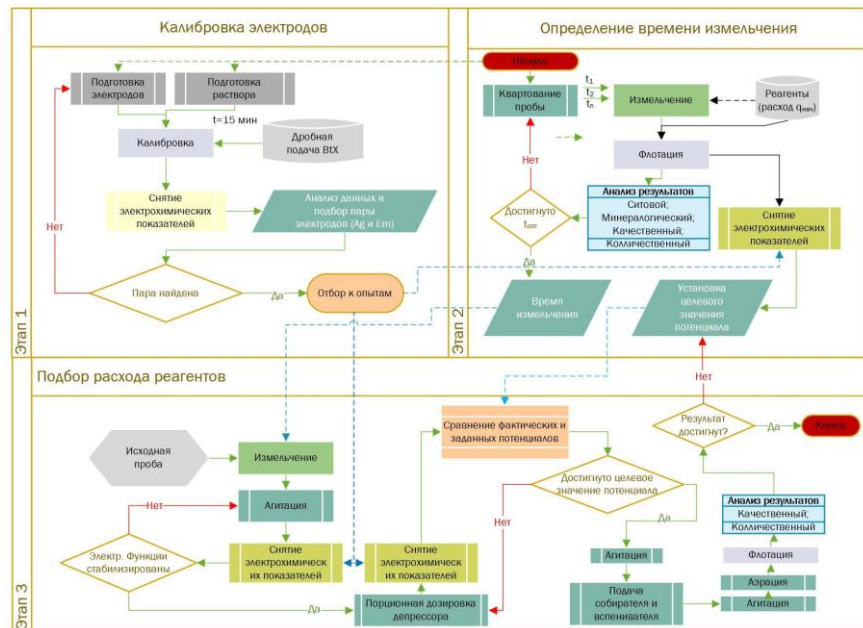 Калибровка электродов
Определение времени измельчения
Начало
Подготовка
электродов
Подготовка
раствора
t=15 мин
Калибровка
Дробная
подача BtX
Снятие
электрохимических
показателей
Анализ данных и
подбор пары
электродов (Ag и Em)
Нет
Пара найдена
Да
Отбор к опытам
Этап 1
Квартование
пробы
t₁
t₂
tₙ
Измельчение
Реагенты
(расход qнач)
Флотация
Нет
Анализ результатов
Ситовой;
Минералогический;
Качественный;
Колличественный
Достигнуто
tопт
Снятие
электрохимических
показателей
Да
Время
измельчения
Установка
целевого
значения
потенциала
Этап 2
Подбор расхода реагентов
Нет
Исходная
проба
Измельчение
Сравнение фактических и
заданных потенциалов
Результат
достигнут?
Да
Конец
Нет
Агитация
Достигнуто целевое
значение потенциала
Анализ результатов
Качественный;
Колличественный
Нет
Да
Электр. Функции
стабилизированы
Снятие
электрохимическ
их показателей
Снятие
электрохимическ
их показателей
Агитация
Флотация
Аэрация
Агитация
Да
Порционная дозировка
депрессора
Подача
собирателя и
вспенивателя
Этап 3